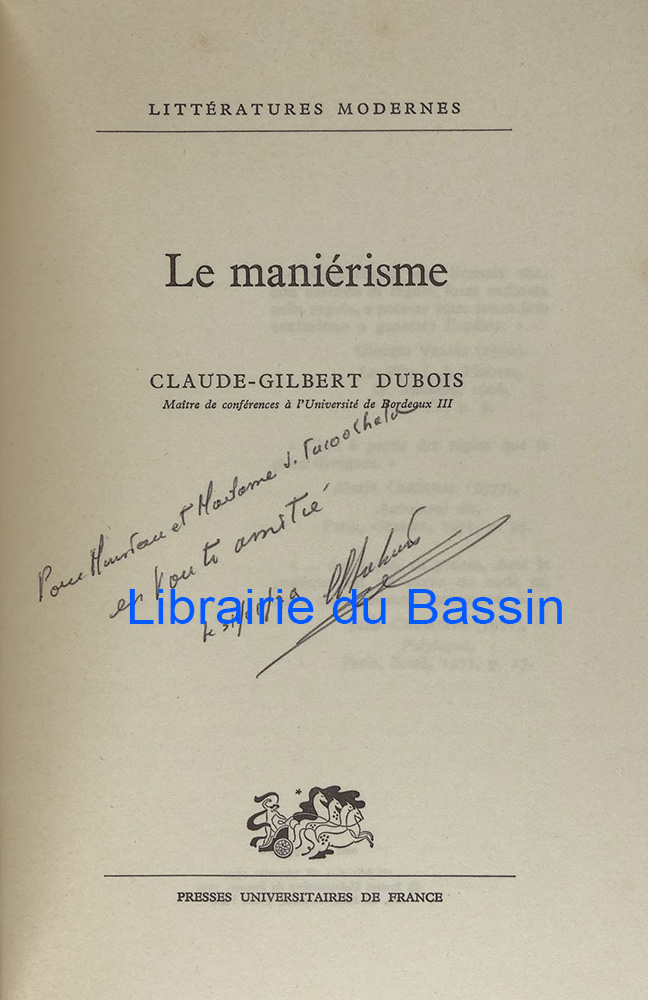 LITTÉRATURES MODERNES
Le maniérisme
CLAUDE-GILBERT DUBOIS
Maître de conférences à l'Université de Bordeaux III
Pour Monsieur et Madame J.
en toute amitié
Le
Librairie du Bassin
PRESSES UNIVERSITAIRES DE FRANCE